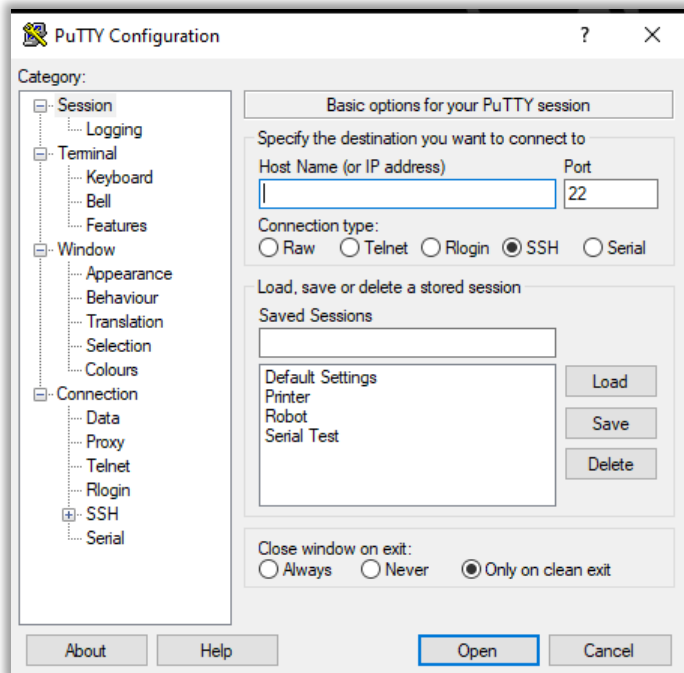 PuTTY Configuration ? ×
Category:
Session
Logging
Terminal
Keyboard
Bell
Features
Window
Appearance
Behaviour
Translation
Selection
Colours
Connection
Data
Proxy
Telnet
Rlogin
SSH
Serial
Basic options for your PuTTY session
Specify the destination you want to connect to
Host Name (or IP address) Port
22
Connection type:
Raw Telnet Rlogin SSH Serial
Load, save or delete a stored session
Saved Sessions
Default Settings
Printer
Robot
Serial Test
Load
Save
Delete
Close window on exit:
Always Never Only on clean exit
About Help Open Cancel